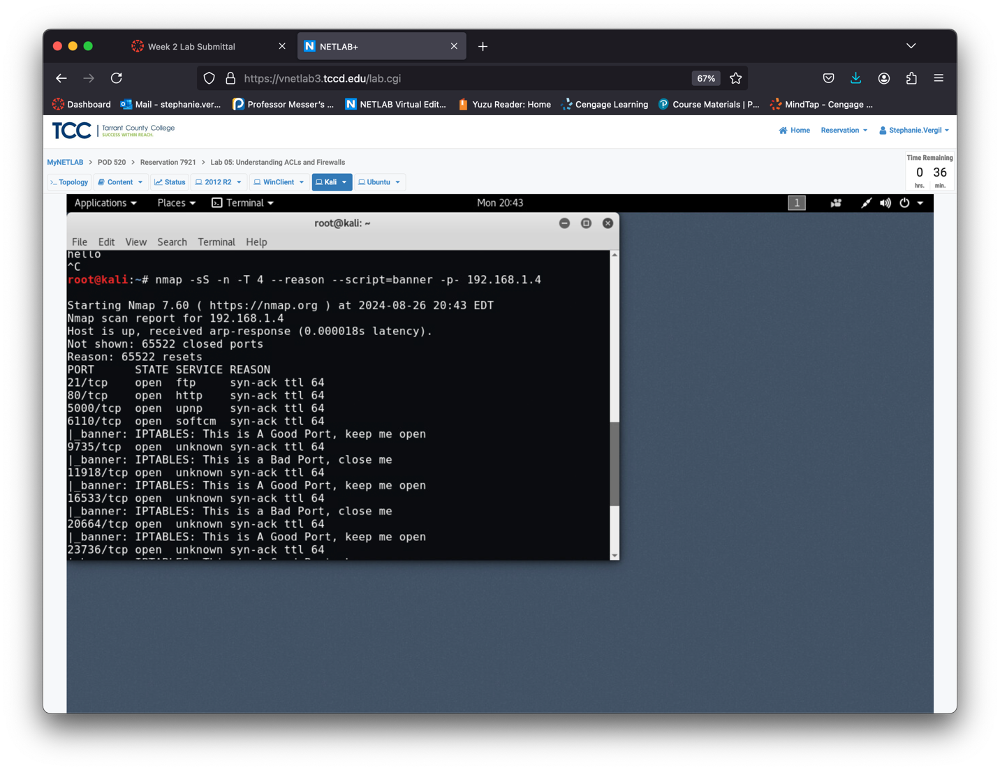 Week 2 Lab Submittal
NETLAB+
https://vnetlab3.tccd.edu/lab.cgi
67%
Dashboard
Mail - stephanie.ver...
Professor Messer's ...
NETLAB Virtual Edit...
Yuzu Reader: Home
Cengage Learning
Course Materials | P...
MindTap - Cengage ...
TCC
Tarrant County College
SUCCESS WITHIN REACH.
Home
Reservation
Stephanie.Vergil
MyNETLAB > POD 520 > Reservation 7921 > Lab 05: Understanding ACLs and Firewalls
Time Remaining
0 36
hrs. min.
Topology
Content
Status
2012 R2
WinClient
Kali
Ubuntu
Applications
Places
Terminal
Mon 20:43
1
root@kali: ~
File Edit View Search Terminal Help
hello
^C
root@kali:~# nmap -sS -n -T 4 --reason --script=banner -p- 192.168.1.4
Starting Nmap 7.60 ( https://nmap.org ) at 2024-08-26 20:43 EDT
Nmap scan report for 192.168.1.4
Host is up, received arp-response (0.000018s latency).
Not shown: 65522 closed ports
Reason: 65522 resets
PORT STATE SERVICE REASON
21/tcp open ftp syn-ack ttl 64
80/tcp open http syn-ack ttl 64
5000/tcp open upnp syn-ack ttl 64
6110/tcp open softcm syn-ack ttl 64
|_banner: IPTABLES: This is A Good Port, keep me open
9735/tcp open unknown syn-ack ttl 64
|_banner: IPTABLES: This is a Bad Port, close me
11918/tcp open unknown syn-ack ttl 64
|_banner: IPTABLES: This is A Good Port, keep me open
16533/tcp open unknown syn-ack ttl 64
|_banner: IPTABLES: This is a Bad Port, close me
20664/tcp open unknown syn-ack ttl 64
|_banner: IPTABLES: This is A Good Port, keep me open
23736/tcp open unknown syn-ack ttl 64